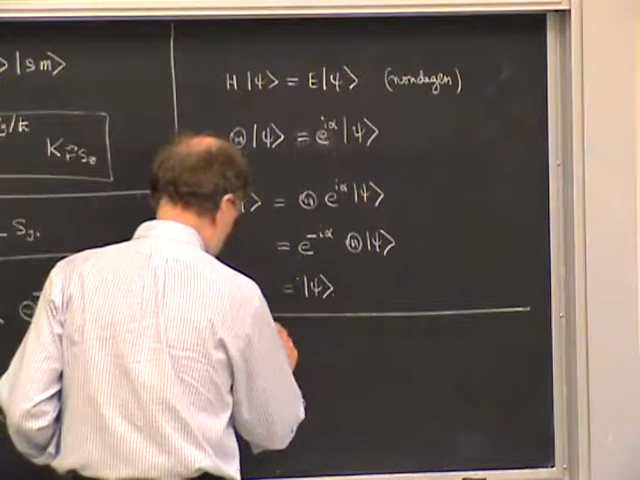 ⟩|sm⟩
y/ħ
K
S_y.
Θ
H|ψ⟩ = E|ψ⟩ (nondegen)
Θ|ψ⟩ = e^{iα}|ψ⟩
⟩ = Θ e^{iα}|ψ⟩
= e^{-iα} Θ|ψ⟩
= |ψ⟩.